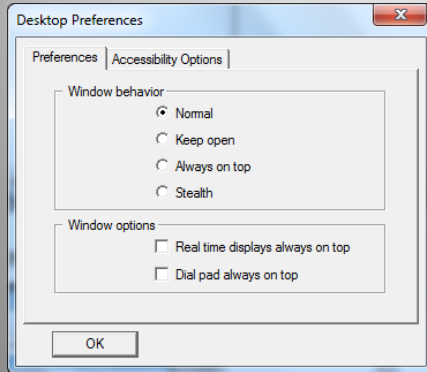 Desktop Preferences
Preferences Accessibility Options
Window behavior
Normal
Keep open
Always on top
Stealth
Window options
Real time displays always on top
Dial pad always on top
OK